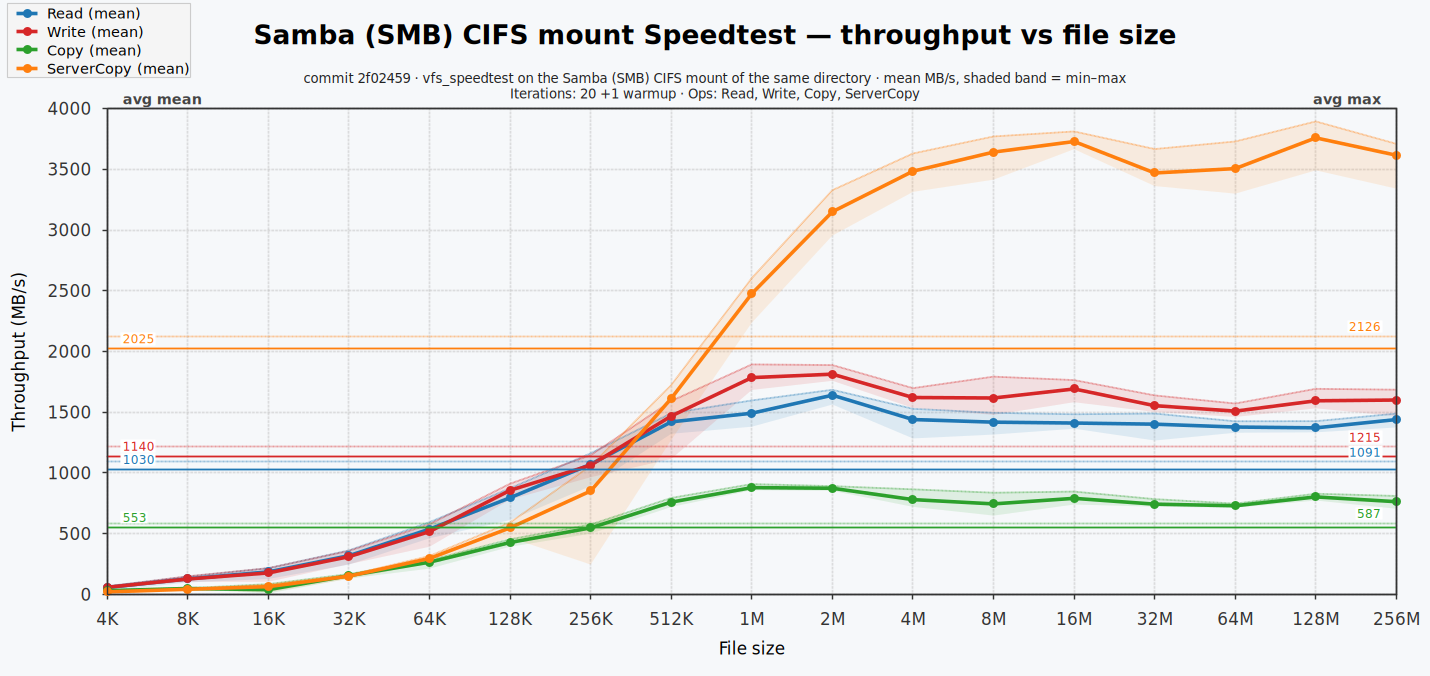 Read (mean)
Write (mean)
Copy (mean)
ServerCopy (mean)
Samba (SMB) CIFS mount Speedtest — throughput vs file size
commit 2f02459 · vfs_speedtest on the Samba (SMB) CIFS mount of the same directory · mean MB/s, shaded band = min–max
Iterations: 20 +1 warmup · Ops: Read, Write, Copy, ServerCopy
avg mean
avg max
4000
3500
3000
2500
2000
1500
1000
500
0
Throughput (MB/s)
2025
2126
1140
1215
1030
1091
553
587
4K
8K
16K
32K
64K
128K
256K
512K
1M
2M
4M
8M
16M
32M
64M
128M
256M
File size